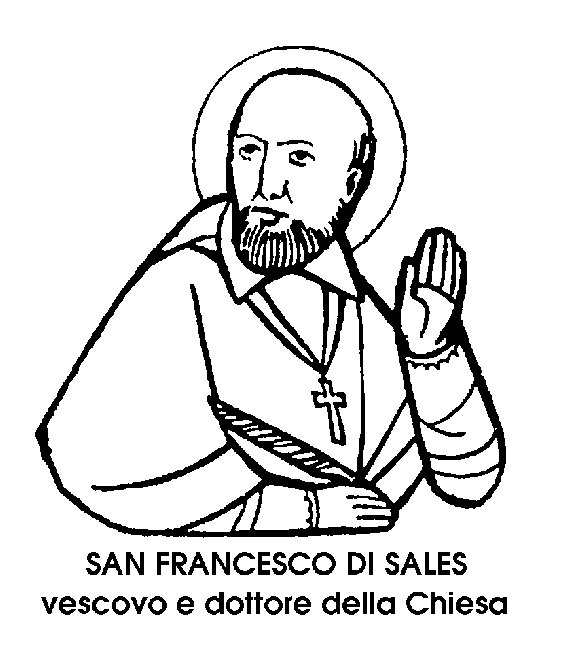 SAN FRANCESCO DI SALES
vescovo e dottore della Chiesa